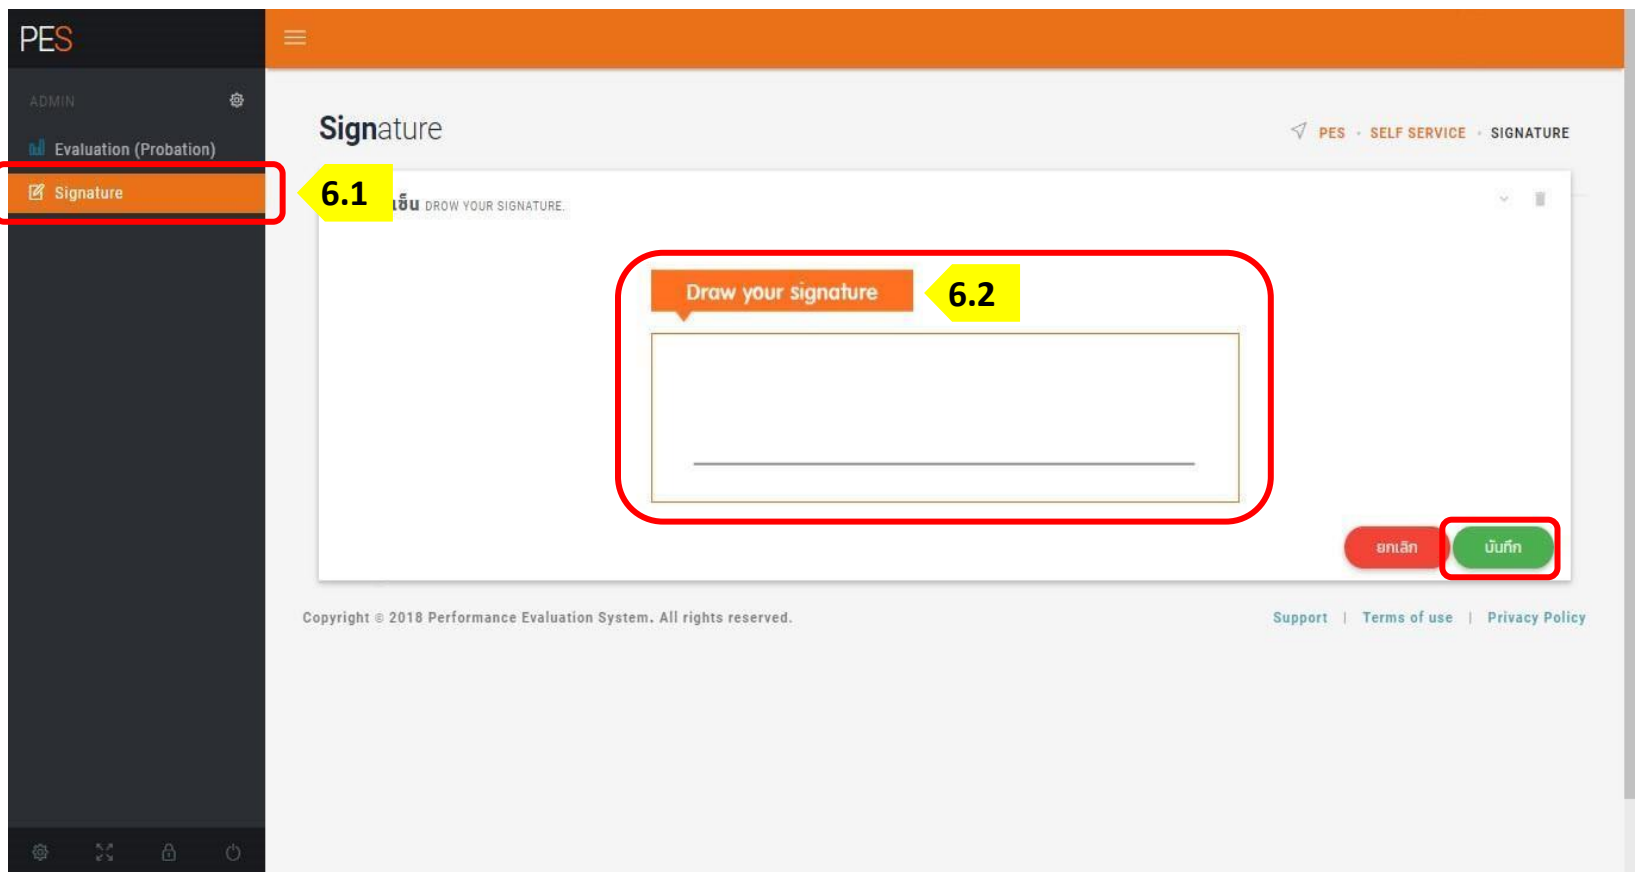 PES
ADMIN
Evaluation (Probation)
Signature
Signature
PES • SELF SERVICE • SIGNATURE
6.1
DROW YOUR SIGNATURE.
Draw your signature
6.2
ยกเลิก
บันทึก
Copyright © 2018 Performance Evaluation System. All rights reserved.
Support | Terms of use | Privacy Policy